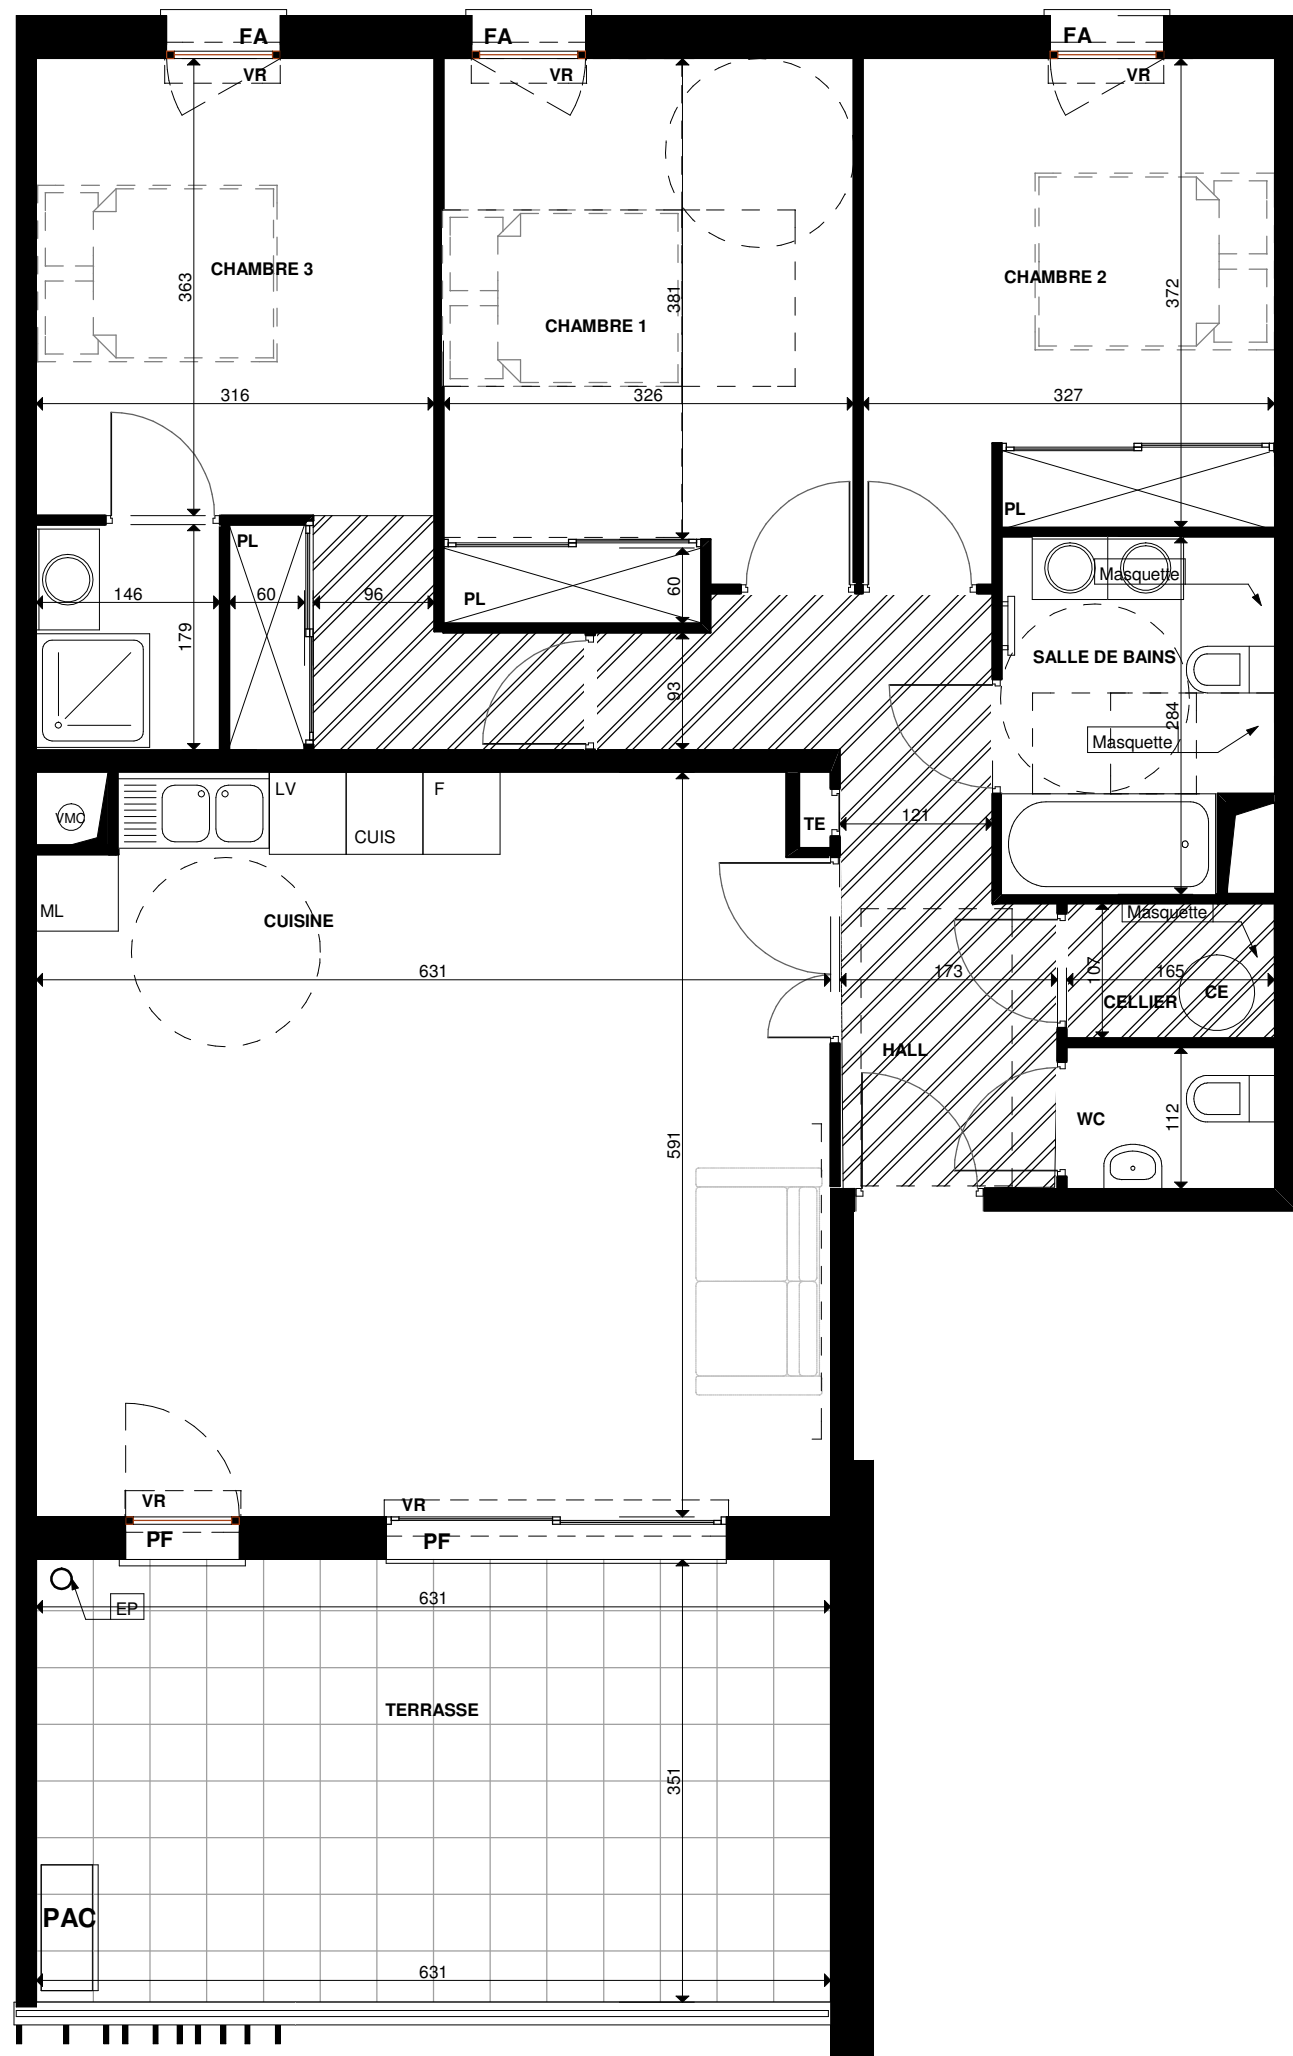 FA
FA
FA
VR
VR
VR
CHAMBRE 3
363
CHAMBRE 1
381
CHAMBRE 2
372
316
326
327
PL
PL
PL
146
60
96
179
60
93
Masquette
SALLE DE BAINS
284
Masquette
VMC
LV
CUIS
F
TE
121
ML
CUISINE
Masquette
631
173
107
165
CELLIER
CE
HALL
WC
112
591
VR
PF
VR
PF
EP
631
TERRASSE
351
PAC
631